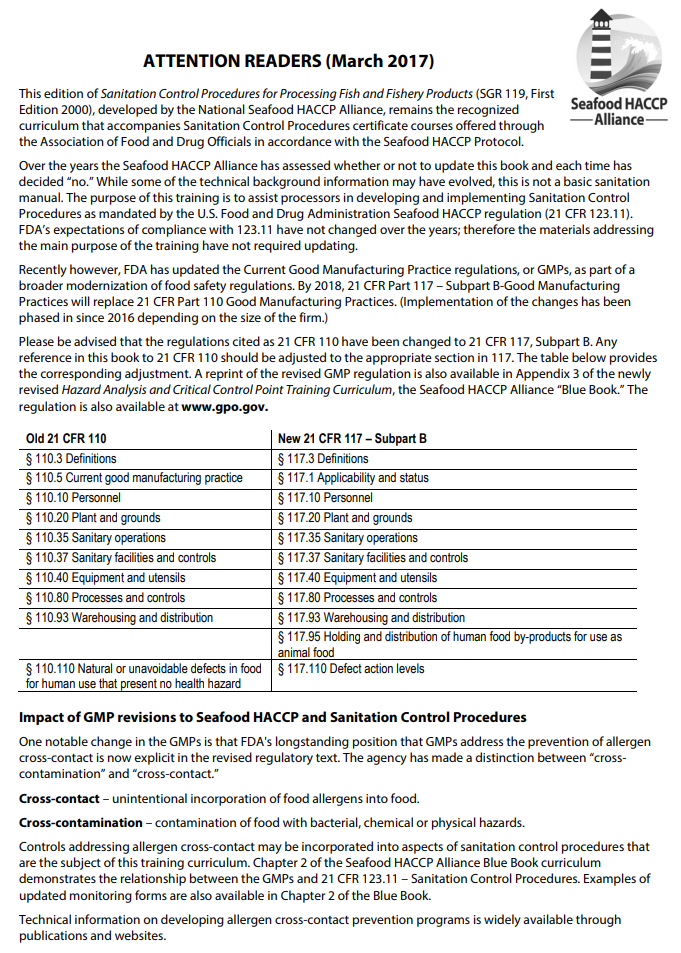 ATTENTION READERS (March 2017)
Seafood HACCP
Alliance
This edition of Sanitation Control Procedures for Processing Fish and Fishery Products (SGR 119, First
Edition 2000), developed by the National Seafood HACCP Alliance, remains the recognized
curriculum that accompanies Sanitation Control Procedures certificate courses offered through
the Association of Food and Drug Officials in accordance with the Seafood HACCP Protocol.
Over the years the Seafood HACCP Alliance has assessed whether or not to update this book and each time has
decided “no.” While some of the technical background information may have evolved, this is not a basic sanitation
manual. The purpose of this training is to assist processors in developing and implementing Sanitation Control
Procedures as mandated by the U.S. Food and Drug Administration Seafood HACCP regulation (21 CFR 123.11).
FDA’s expectations of compliance with 123.11 have not changed over the years; therefore the materials addressing
the main purpose of the training have not required updating.
Recently however, FDA has updated the Current Good Manufacturing Practice regulations, or GMPs, as part of a
broader modernization of food safety regulations. By 2018, 21 CFR Part 117 – Subpart B-Good Manufacturing
Practices will replace 21 CFR Part 110 Good Manufacturing Practices. (Implementation of the changes has been
phased in since 2016 depending on the size of the firm.)
Please be advised that the regulations cited as 21 CFR 110 have been changed to 21 CFR 117, Subpart B. Any
reference in this book to 21 CFR 110 should be adjusted to the appropriate section in 117. The table below provides
the corresponding adjustment. A reprint of the revised GMP regulation is also available in Appendix 3 of the newly
revised Hazard Analysis and Critical Control Point Training Curriculum, the Seafood HACCP Alliance “Blue Book.” The
regulation is also available at www.gpo.gov.
Old 21 CFR 110 New 21 CFR 117 – Subpart B
§ 110.3 Definitions § 117.3 Definitions
§ 110.5 Current good manufacturing practice § 117.1 Applicability and status
§ 110.10 Personnel § 117.10 Personnel
§ 110.20 Plant and grounds § 117.20 Plant and grounds
§ 110.35 Sanitary operations § 117.35 Sanitary operations
§ 110.37 Sanitary facilities and controls § 117.37 Sanitary facilities and controls
§ 110.40 Equipment and utensils § 117.40 Equipment and utensils
§ 110.80 Processes and controls § 117.80 Processes and controls
§ 110.93 Warehousing and distribution § 117.93 Warehousing and distribution
§ 117.95 Holding and distribution of human food by-products for use as
animal food
§ 110.110 Natural or unavoidable defects in food § 117.110 Defect action levels
for human use that present no health hazard
Impact of GMP revisions to Seafood HACCP and Sanitation Control Procedures
One notable change in the GMPs is that FDA's longstanding position that GMPs address the prevention of allergen
cross-contact is now explicit in the revised regulatory text. The agency has made a distinction between “cross-
contamination” and “cross-contact.”
Cross-contact – unintentional incorporation of food allergens into food.
Cross-contamination – contamination of food with bacterial, chemical or physical hazards.
Controls addressing allergen cross-contact may be incorporated into aspects of sanitation control procedures that
are the subject of this training curriculum. Chapter 2 of the Seafood HACCP Alliance Blue Book curriculum
demonstrates the relationship between the GMPs and 21 CFR 123.11 – Sanitation Control Procedures. Examples of
updated monitoring forms are also available in Chapter 2 of the Blue Book.
Technical information on developing allergen cross-contact prevention programs is widely available through
publications and websites.